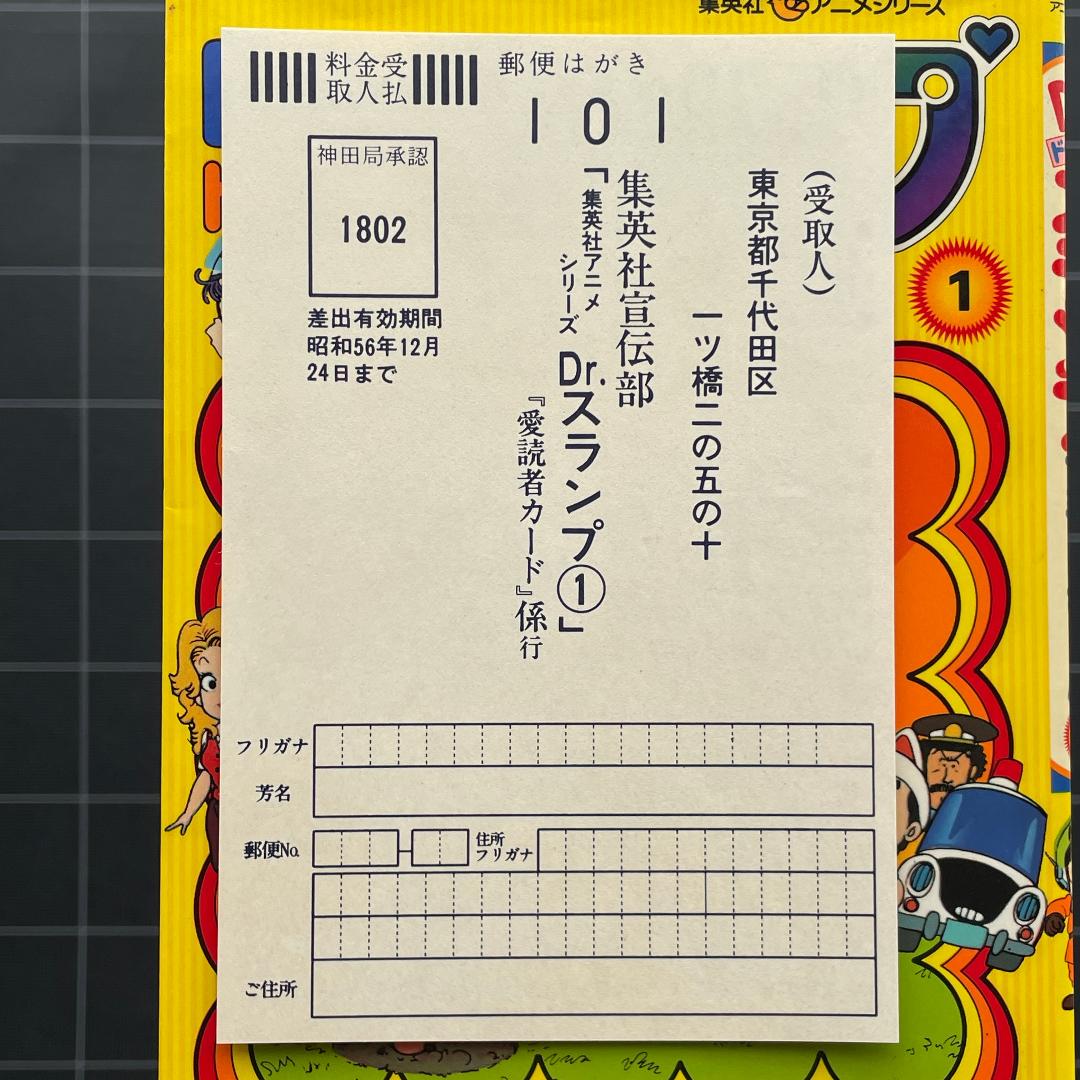 集英社アニメシリーズ
1
料金受
取人払
郵便はがき
101
神田局承認
1802
差出有効期間
昭和56年12月
24日まで
(受取人)
東京都千代田区
一ツ橋二の五の十
集英社宣伝部
「集英社アニメ
シリーズ
Dr.スランプ①」
『愛読者カード』係行
フリガナ
芳名
郵便No.
住所
フリガナ
ご住所